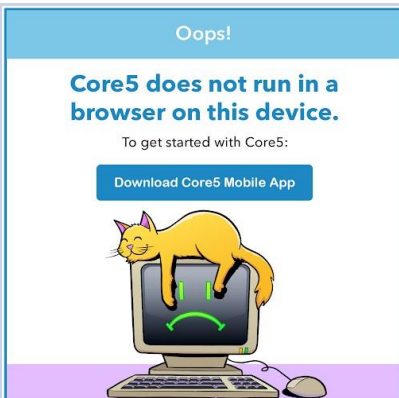 Oops!
Core5 does not run in a
browser on this device.
To get started with Core5:
Download Core5 Mobile App